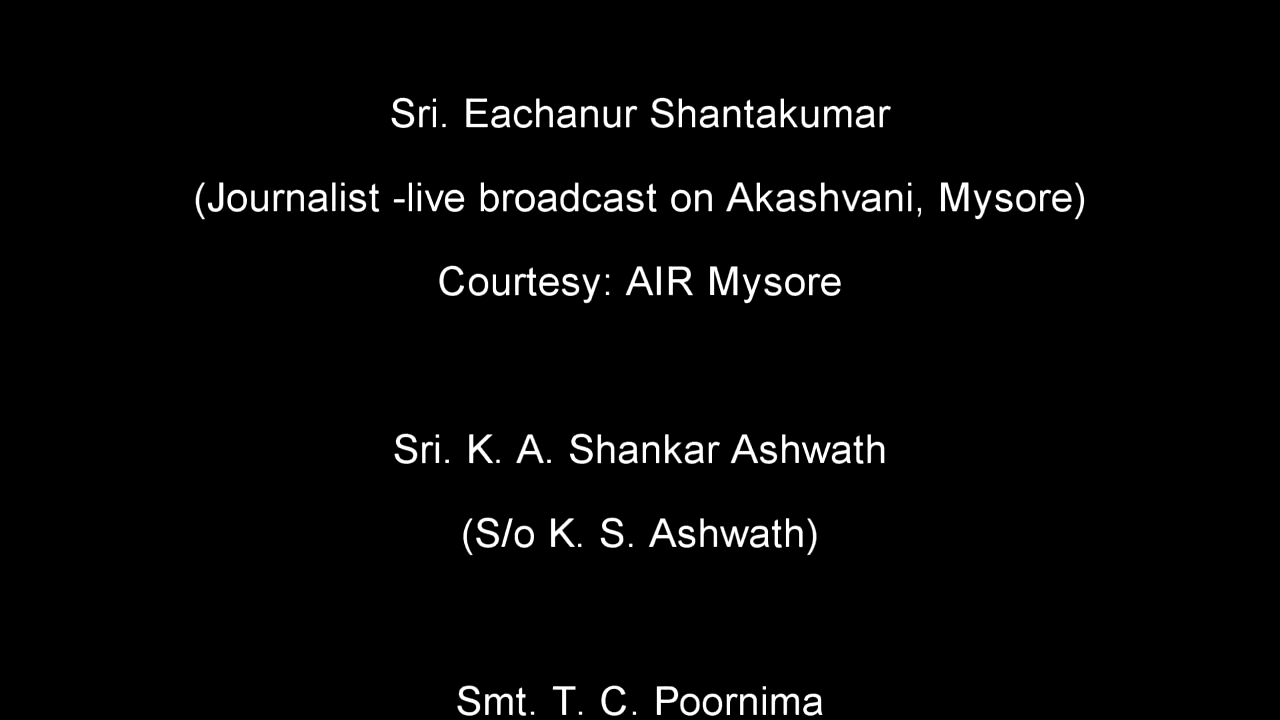 Sri. Eachanur Shantakumar
(Journalist -live broadcast on Akashvani, Mysore)
Courtesy: AIR Mysore
Sri. K. A. Shankar Ashwath
(S/o K. S. Ashwath)
Smt. T. C. Poornima